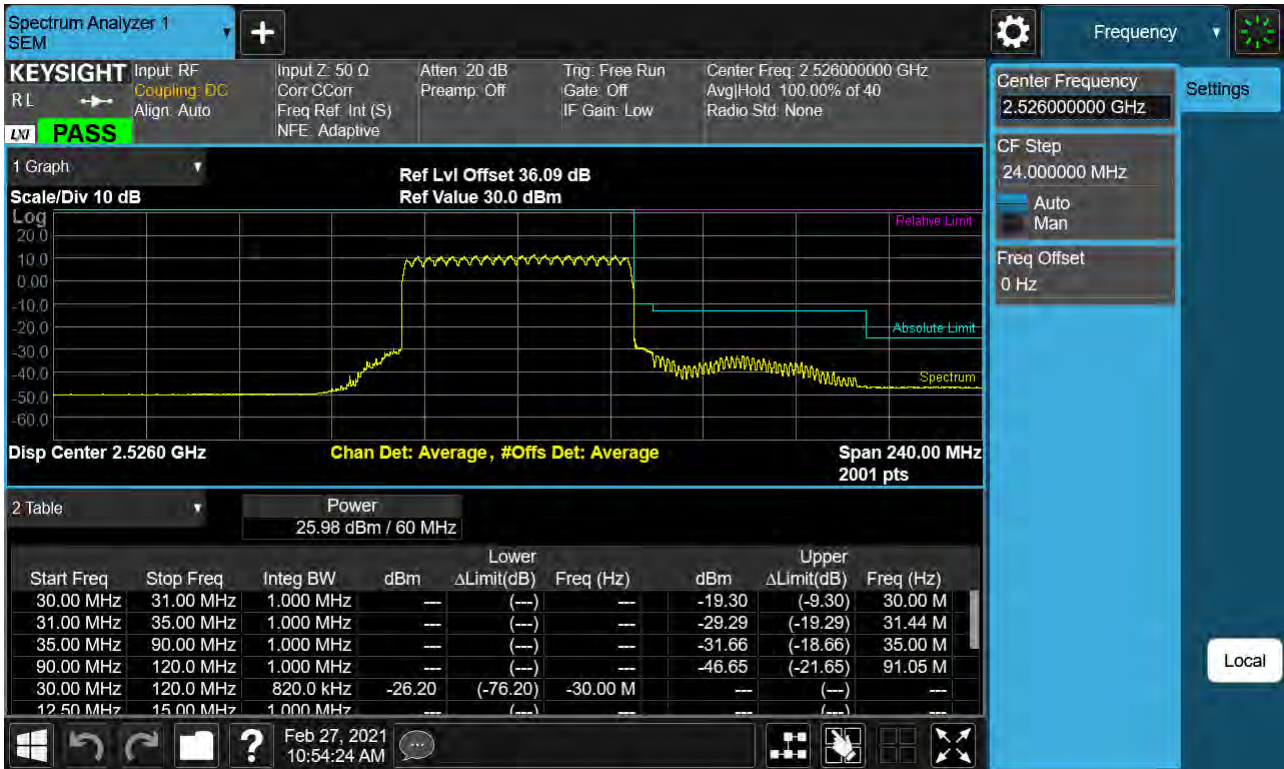 Spectrum Analyzer 1
SEM
Frequency
KEYSIGHT
RL
LXI PASS
Input: RF
Coupling: DC
Align: Auto
Input Z: 50 Ω
Corr CCorr
Freq Ref: Int (S)
NFE: Adaptive
Atten: 20 dB
Preamp: Off
Trig: Free Run
Gate: Off
IF Gain: Low
Center Freq: 2.526000000 GHz
Avg|Hold: 100.00% of 40
Radio Std: None
Center Frequency
2.526000000 GHz
Settings
CF Step
24.000000 MHz
Auto
Man
Freq Offset
0 Hz
Local
1 Graph
Scale/Div 10 dB
Ref Lvl Offset 36.09 dB
Ref Value 30.0 dBm
Log
20.0
10.0
0.00
-10.0
-20.0
-30.0
-40.0
-50.0
-60.0
Relative Limit
Absolute Limit
Spectrum
Disp Center 2.5260 GHz
Chan Det: Average, #Offs Det: Average
Span 240.00 MHz
2001 pts
2 Table
Power
25.98 dBm / 60 MHz
Lower Upper
Start Freq Stop Freq Integ BW dBm ΔLimit(dB) Freq (Hz) dBm ΔLimit(dB) Freq (Hz)
30.00 MHz 31.00 MHz 1.000 MHz --- (---) --- -19.30 (-9.30) 30.00 M
31.00 MHz 35.00 MHz 1.000 MHz --- (---) --- -29.29 (-19.29) 31.44 M
35.00 MHz 90.00 MHz 1.000 MHz --- (---) --- -31.66 (-18.66) 35.00 M
90.00 MHz 120.0 MHz 1.000 MHz --- (---) --- -46.65 (-21.65) 91.05 M
30.00 MHz 120.0 MHz 820.0 kHz -26.20 (-76.20) -30.00 M --- (---) ---
12.50 MHz 15.00 MHz 1.000 MHz --- (---) --- --- (---) ---
Feb 27, 2021
10:54:24 AM